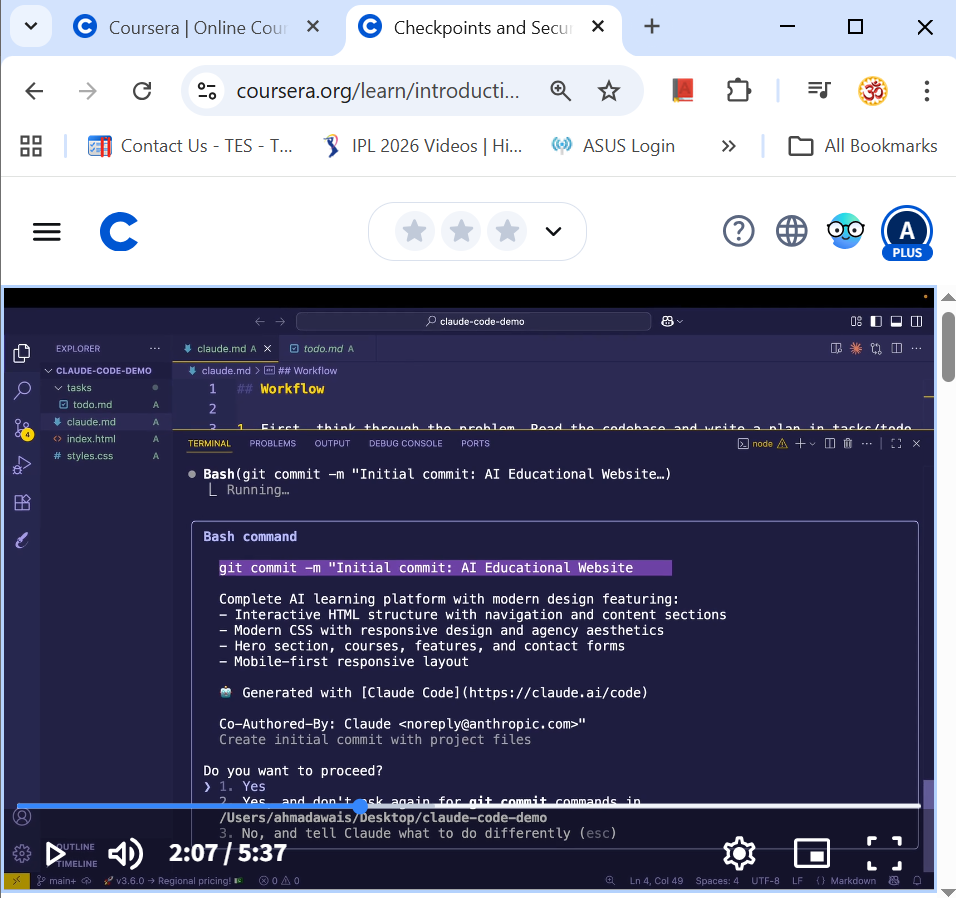 Coursera | Online Cour
Checkpoints and Secu
coursera.org/learn/introducti...
Contact Us - TES - T...
IPL 2026 Videos | Hi...
ASUS Login
All Bookmarks
A
PLUS
claude-code-demo
EXPLORER
claude.md A
todo.md A
CLAUDE-CODE-DEMO
tasks
todo.md A
claude.md A
index.html A
styles.css A
4
claude.md > ## Workflow
1 ## Workflow
2
3 1. First, think through the problem. Read the codebase and write a plan in tasks/todo
TERMINAL PROBLEMS OUTPUT DEBUG CONSOLE PORTS
node
Bash(git commit -m "Initial commit: AI Educational Website…)
Running…
Bash command
git commit -m "Initial commit: AI Educational Website
Complete AI learning platform with modern design featuring:
- Interactive HTML structure with navigation and content sections
- Modern CSS with responsive design and agency aesthetics
- Hero section, courses, features, and contact forms
- Mobile-first responsive layout
🤖 Generated with [Claude Code](https://claude.ai/code)
Co-Authored-By: Claude <noreply@anthropic.com>"
Create initial commit with project files
Do you want to proceed?
❯ 1. Yes
2. Yes, and don't ask again for git commit commands in
/Users/ahmadawais/Desktop/claude-code-demo
3. No, and tell Claude what to do differently (esc)
OUTLINE
TIMELINE
2:07 / 5:37
main+ 🚀 v3.6.0 → Regional pricing! 0 0 Ln 4, Col 49 Spaces: 4 UTF-8 LF {} Markdown